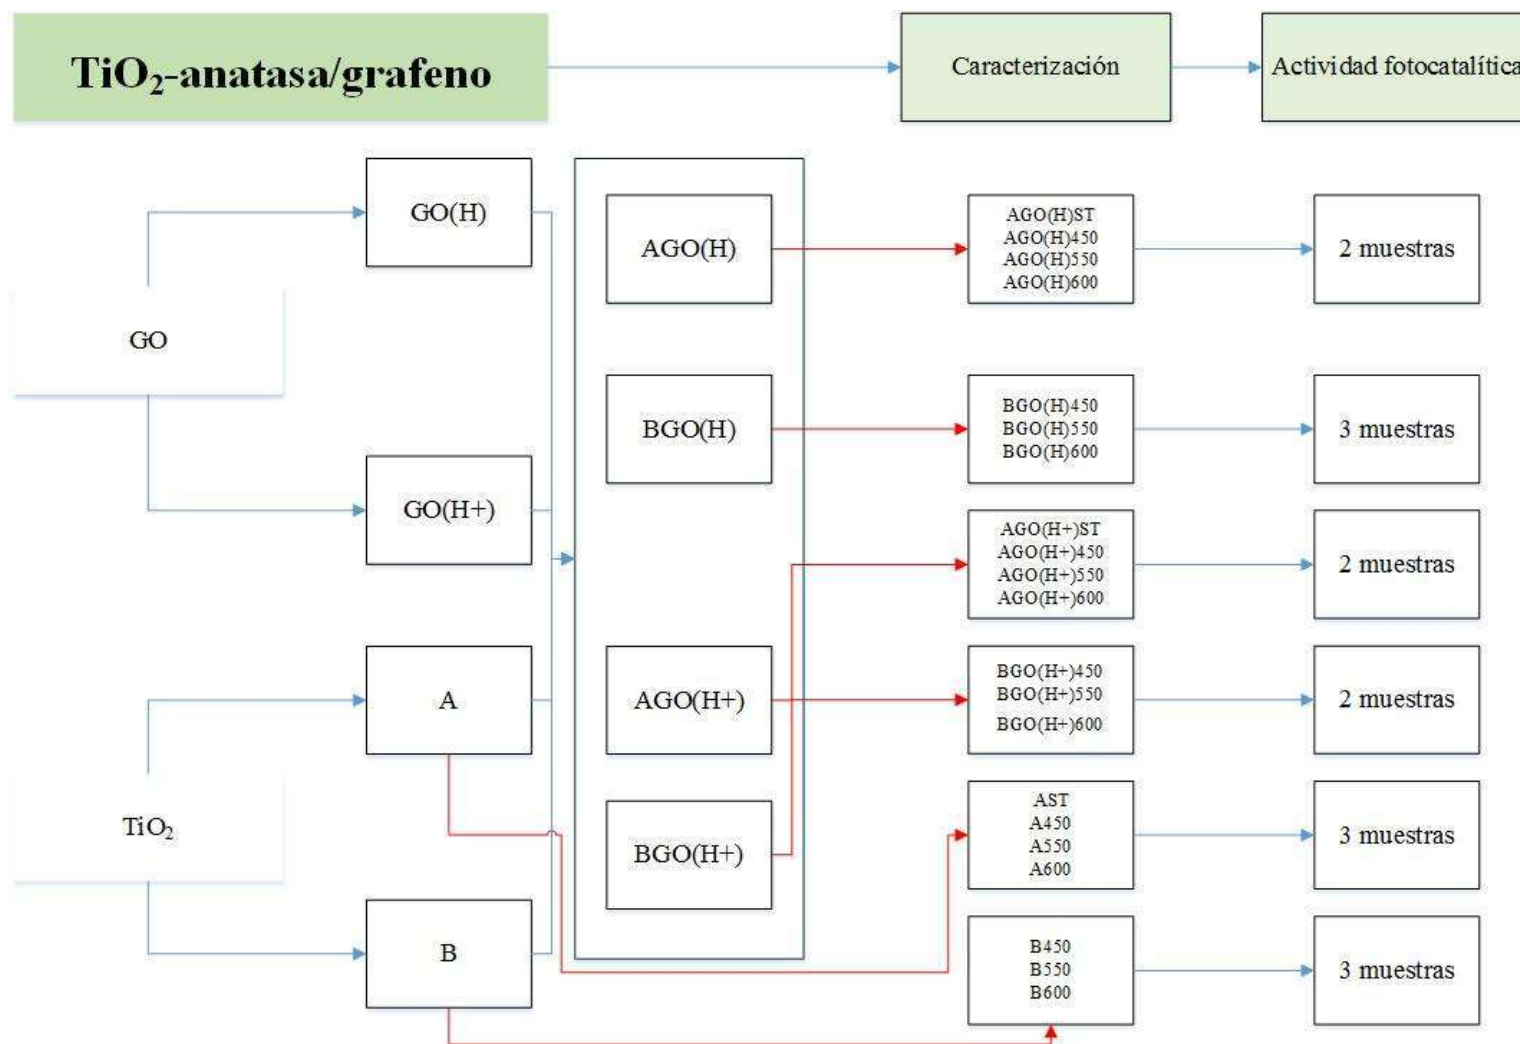 TiO₂-anatasa/grafeno
Caracterización
Actividad fotocatalítica
GO(H)
GO
GO(H+)
A
TiO₂
B
AGO(H)
BGO(H)
AGO(H+)
BGO(H+)
AGO(H)ST
AGO(H)450
AGO(H)550
AGO(H)600
2 muestras
BGO(H)450
BGO(H)550
BGO(H)600
3 muestras
AGO(H+)ST
AGO(H+)450
AGO(H+)550
AGO(H+)600
2 muestras
BGO(H+)450
BGO(H+)550
BGO(H+)600
2 muestras
AST
A450
A550
A600
3 muestras
B450
B550
B600
3 muestras